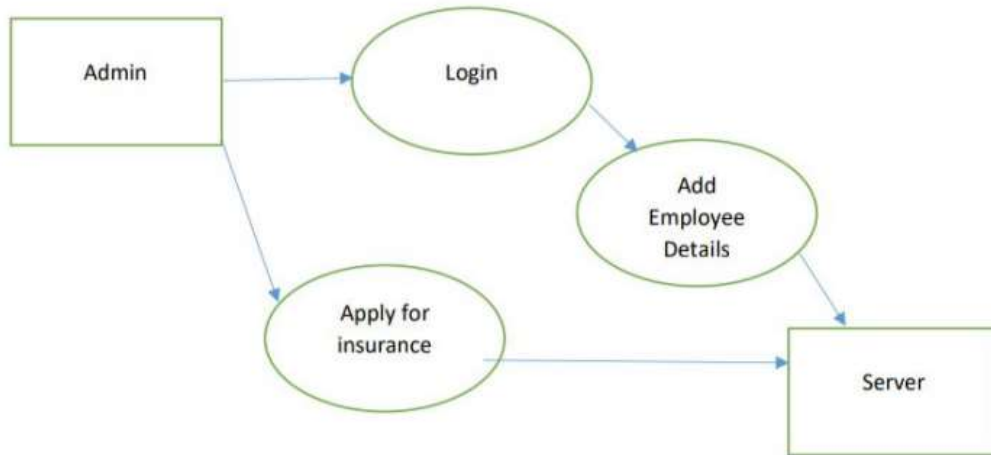 Admin
Login
Add
Employee
Details
Apply for
insurance
Server